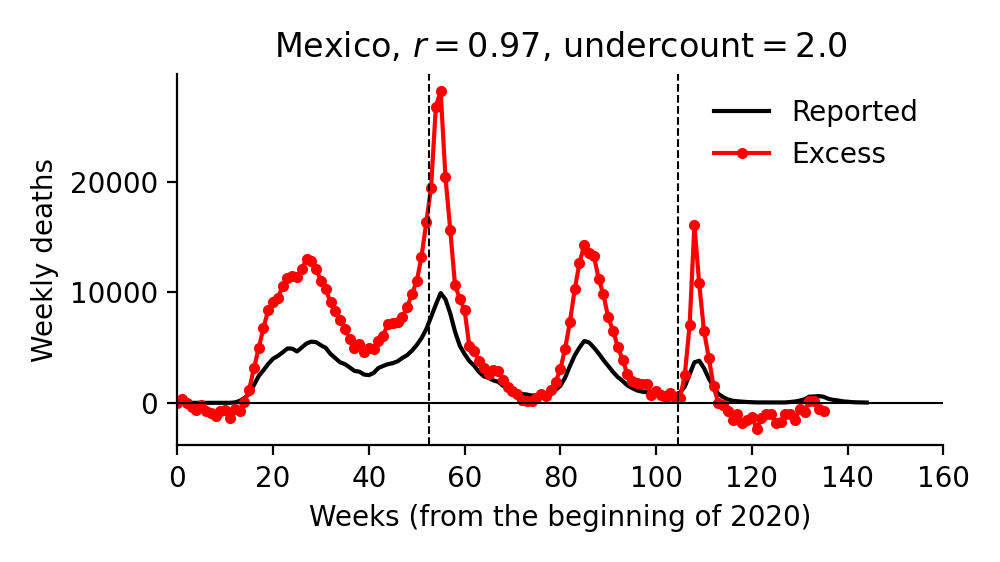 Mexico, r = 0.97, undercount = 2.0
Reported
Excess
Weekly deaths
20000
10000
0
0 20 40 60 80 100 120 140 160
Weeks (from the beginning of 2020)